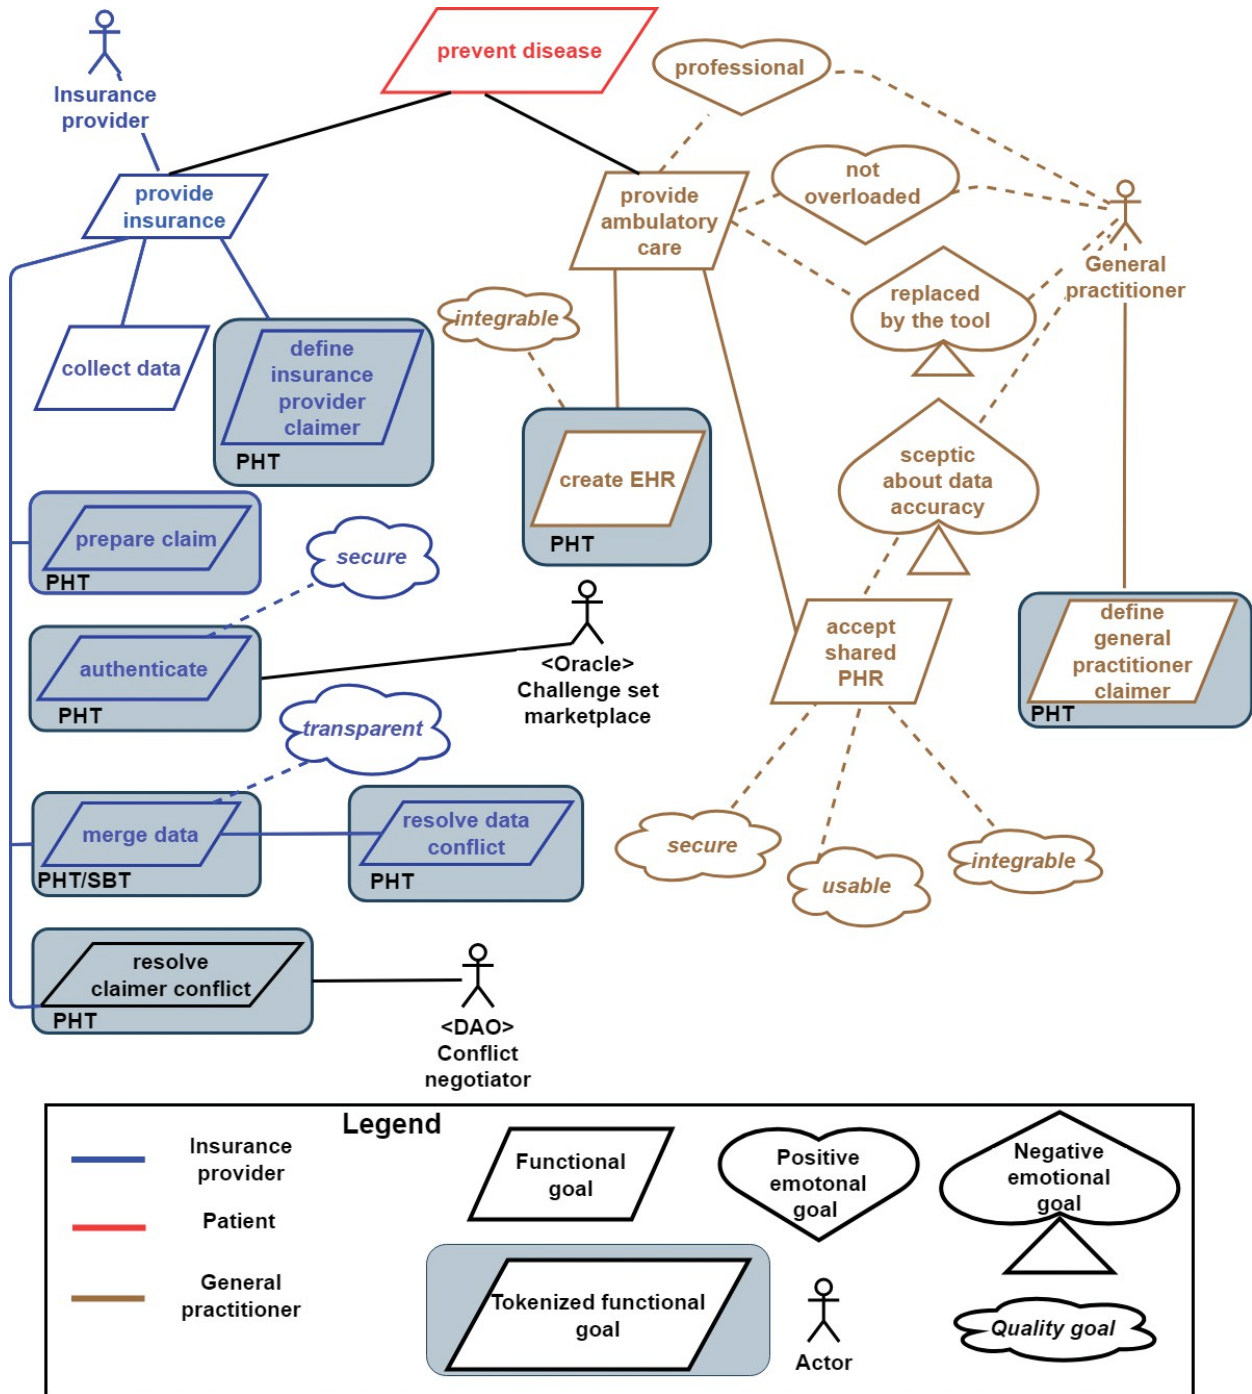 prevent disease
professional
Insurance
provider
provide
insurance
provide
ambulatory
care
not
overloaded
General
practitioner
replaced
by the tool
integrable
collect data
define
insurance
provider
claimer
PHT
create EHR
PHT
sceptic
about data
accuracy
prepare claim
PHT
secure
authenticate
PHT
<Oracle>
Challenge set
marketplace
accept
shared
PHR
define
general
practitioner
claimer
PHT
transparent
merge data
PHT/SBT
resolve data
conflict
PHT
secure
usable
integrable
resolve
claimer conflict
PHT
<DAO>
Conflict
negotiator
Legend
Insurance
provider
Patient
General
practitioner
Functional
goal
Positive
emotonal
goal
Negative
emotional
goal
Tokenized functional
goal
Actor
Quality goal